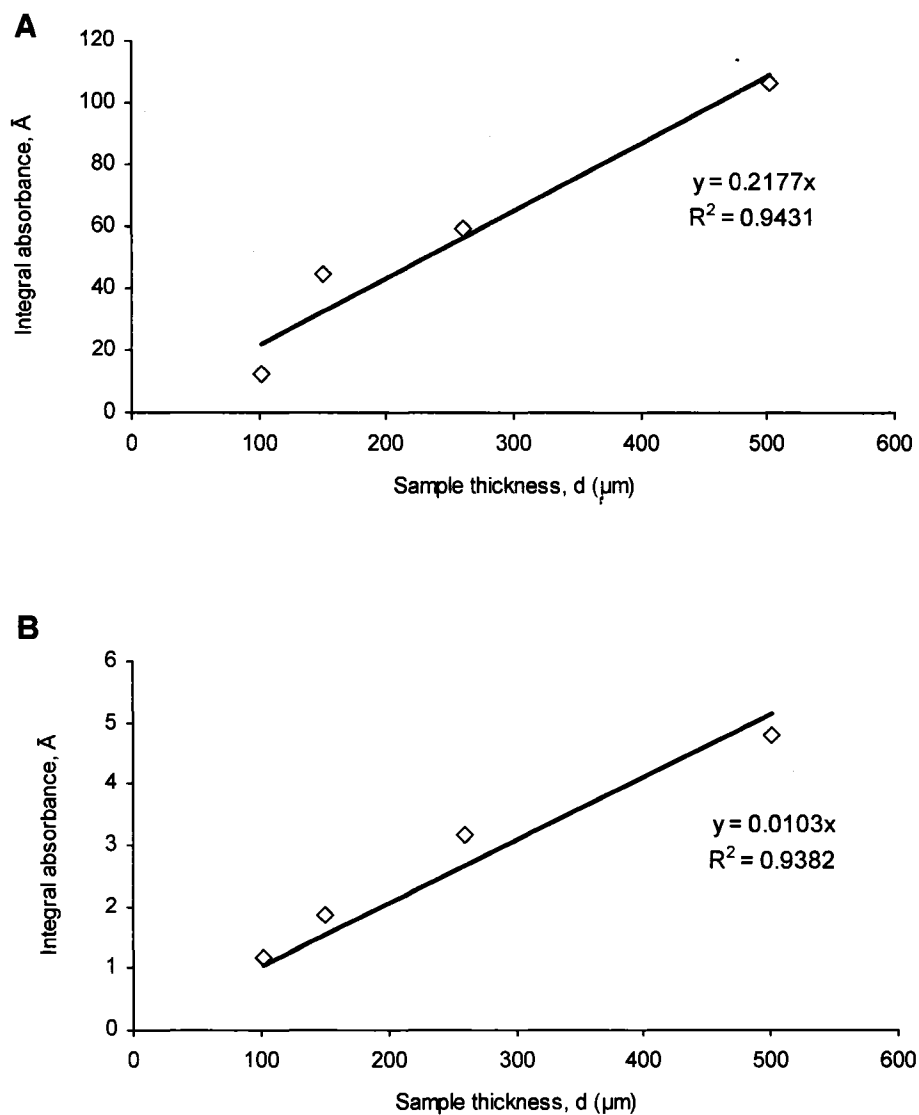 A
120
100
80
60
40
20
0
Integral absorbance, Ā
y = 0.2177x
R² = 0.9431
0 100 200 300 400 500 600
Sample thickness, d (µm)
B
6
5
4
3
2
1
0
Integral absorbance, Ā
y = 0.0103x
R² = 0.9382
0 100 200 300 400 500 600
Sample thickness, d (µm)